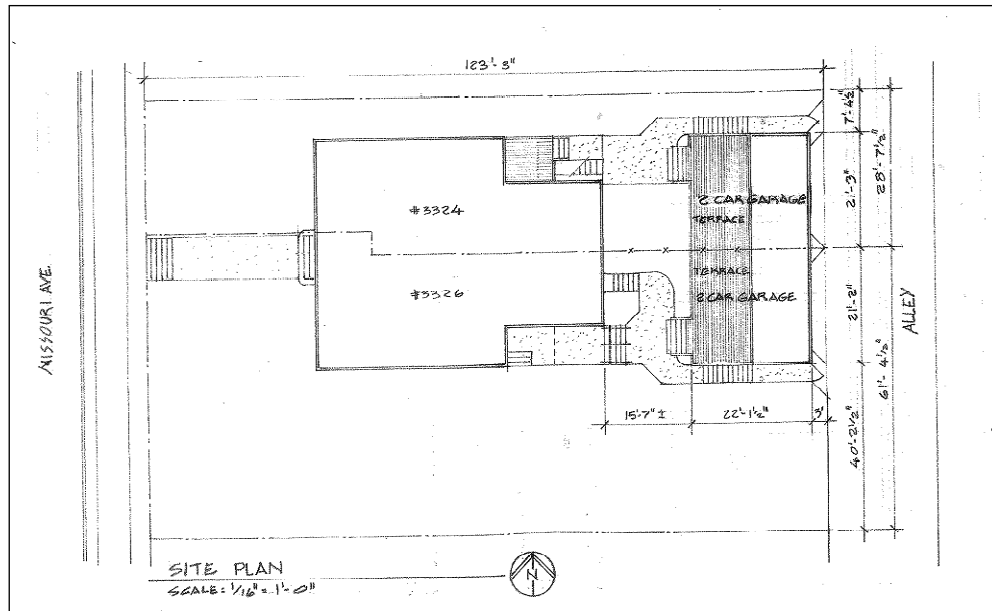 123'-3"
7'-4½
21'-3"
28'-7½"
#3324
2 CAR GARAGE
TERRACE
MISSOURI AVE.
#3326
TERRACE
2 CAR GARAGE
ALLEY
21'-2"
61'-4½"
15'-7" ±
22'-1½"
3'
40'-2½"
SITE PLAN
SCALE: 1/16" = 1'-0"
N